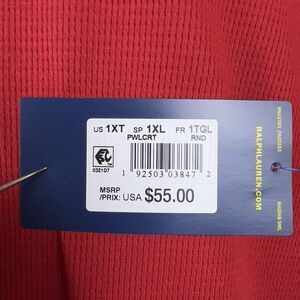 US 1XT SP 1XL FR 1TGL
PWLCRT RND
0321D7
1 92503 03847 2
MSRP
/PRIX: USA $55.00
RALPHLAUREN.COM